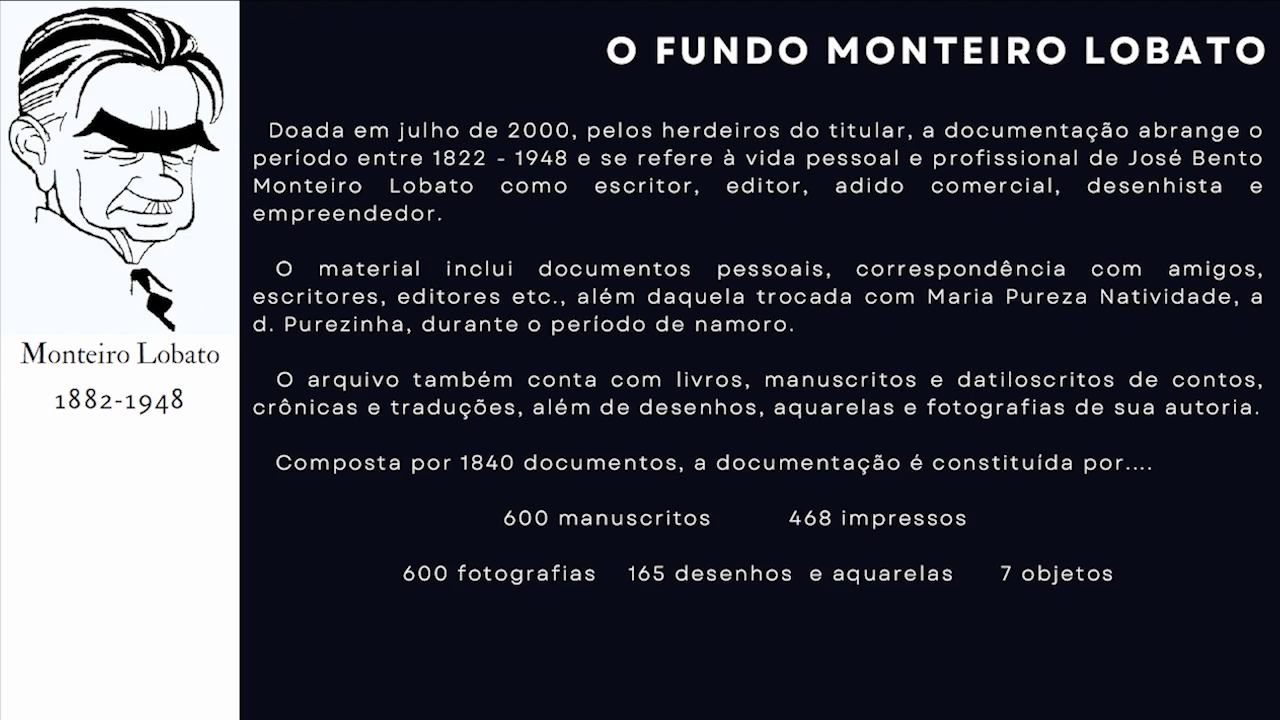 O FUNDO MONTEIRO LOBATO
Doada em julho de 2000, pelos herdeiros do titular, a documentação abrange o
período entre 1822 - 1948 e se refere à vida pessoal e profissional de José Bento
Monteiro Lobato como escritor, editor, adido comercial, desenhista e
empreendedor.
O material inclui documentos pessoais, correspondência com amigos,
escritores, editores etc., além daquela trocada com Maria Pureza Natividade, a
d. Purezinha, durante o período de namoro.
O arquivo também conta com livros, manuscritos e datiloscritos de contos,
crônicas e traduções, além de desenhos, aquarelas e fotografias de sua autoria.
Composta por 1840 documentos, a documentação é constituída por....
600 manuscritos 468 impressos
600 fotografias 165 desenhos e aquarelas 7 objetos
Monteiro Lobato
1882-1948